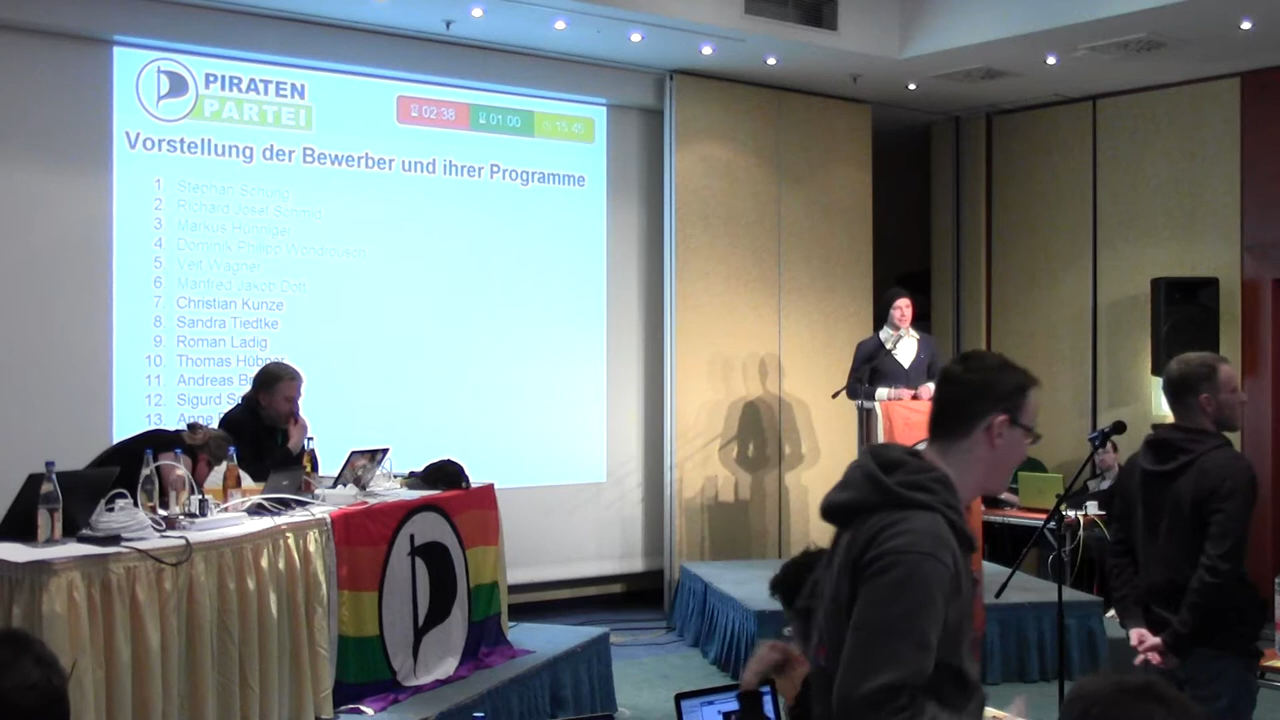 PIRATEN
PARTEI
02:38 01:00 15:45
Vorstellung der Bewerber und ihrer Programme
1. Stephan Schurig
2. Richard Josef Schmid
3. Markus
4. Dominik Philipp Wondrousch
5. Veit Wagner
6. Manfred Jakob Dott
7. Christian Kunze
8. Sandra Tiedtke
9. Roman Ladig
10. Thomas Hübner
11. Andreas
12. Sigurd
13. Anne